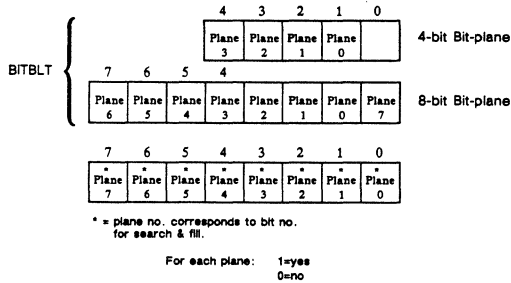 4 3 2 1 0
Plane 3 Plane 2 Plane 1 Plane 0 4-bit Bit-plane
BITBLT
7 6 5 4
Plane 6 Plane 5 Plane 4 Plane 3 Plane 2 Plane 1 Plane 0 Plane 7 8-bit Bit-plane
7 6 5 4 3 2 1 0
* * * * * * * *
Plane Plane Plane Plane Plane Plane Plane Plane
7 6 5 4 3 2 1 0
* = plane no. corresponds to bit no.
for search & fill.
For each plane: 1=yes
0=no